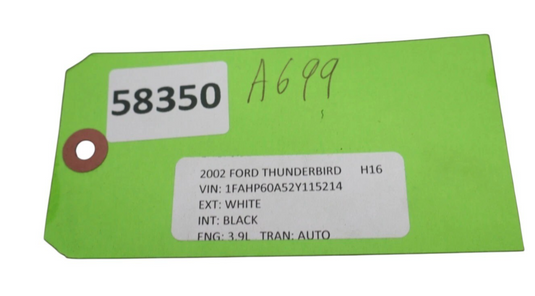 58350
A699
2002 FORD THUNDERBIRD H16
VIN: 1FAHP60A52Y115214
EXT: WHITE
INT: BLACK
ENG: 3.9L TRAN: AUTO